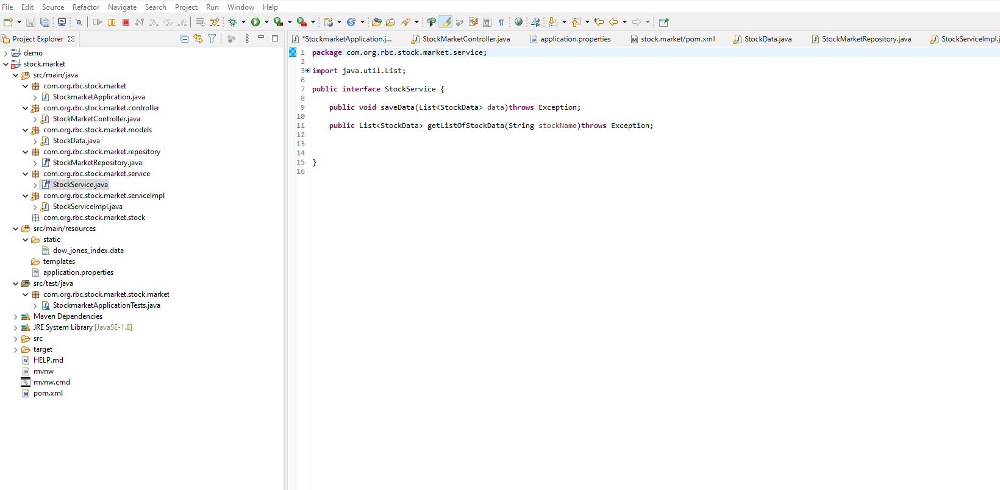 File Edit Source Refactor Navigate Search Project Run Window Help
Project Explorer
demo
stock.market
src/main/java
com.org.rbc.stock.market
StockmarketApplication.java
com.org.rbc.stock.market.controller
StockMarketController.java
com.org.rbc.stock.market.models
StockData.java
com.org.rbc.stock.market.repository
StockMarketRepository.java
com.org.rbc.stock.market.service
StockService.java
com.org.rbc.stock.market.serviceImpl
StockServiceImpl.java
com.org.rbc.stock.market.stock
src/main/resources
static
dow_jones_index.data
templates
application.properties
src/test/java
com.org.rbc.stock.market.stock.market
StockmarketApplicationTests.java
Maven Dependencies
JRE System Library [JavaSE-1.8]
src
target
HELP.md
mvnw
mvnw.cmd
pom.xml
*StockmarketApplication.j... StockMarketController.java application.properties stock.market/pom.xml StockData.java StockMarketRepository.java StockServiceImpl.j
1 package com.org.rbc.stock.market.service;
2
3 import java.util.List;
6
7 public interface StockService {
8
9 public void saveData(List<StockData> data)throws Exception;
10
11 public List<StockData> getListOfStockData(String stockName)throws Exception;
12
13
14
15 }
16